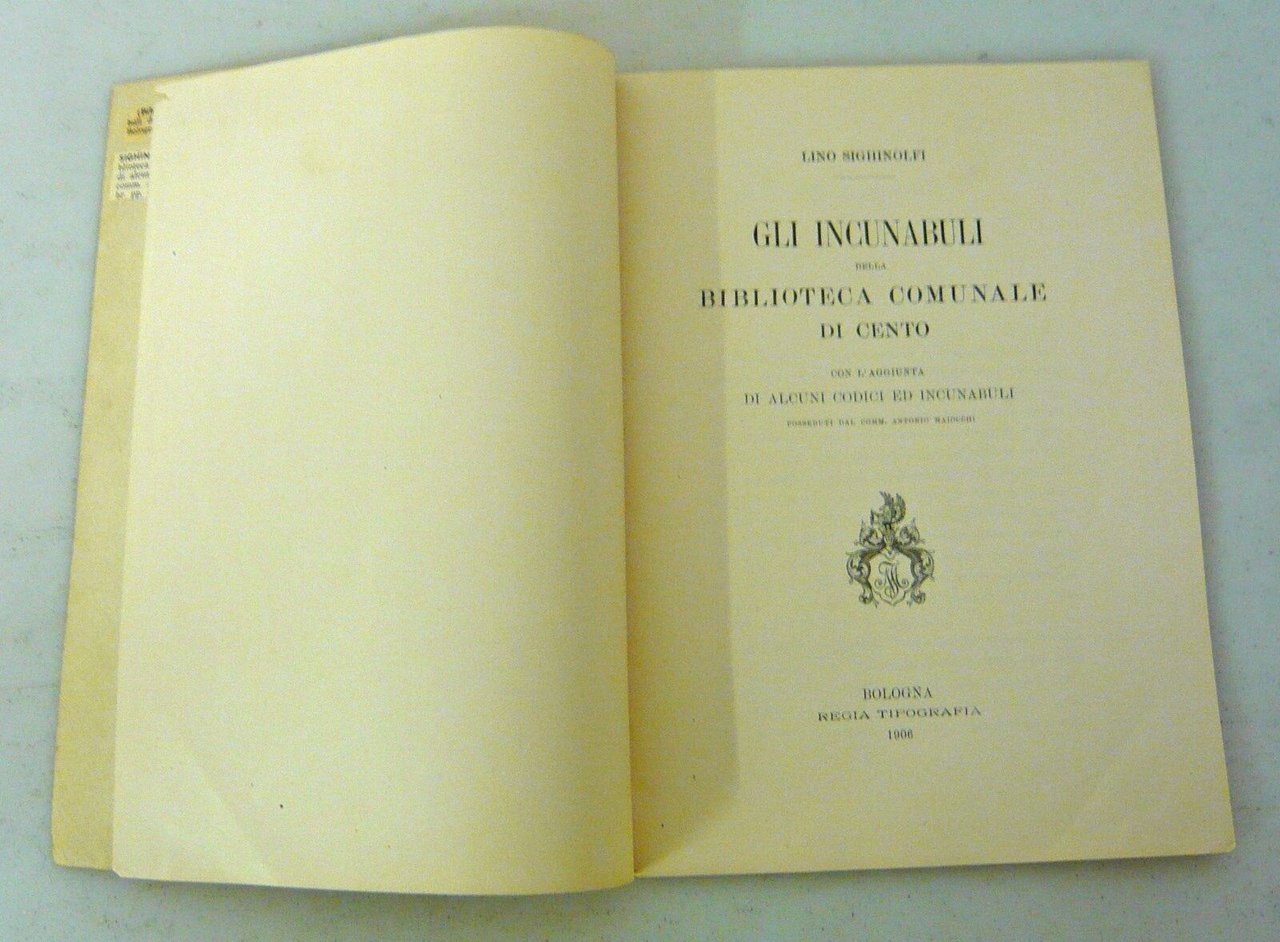 SIGHIN
LINO SIGHINOLFI
GLI INCUNABULI
DELLA
BIBLIOTECA COMUNALE
DI CENTO
CON L'AGGIUNTA
DI ALCUNI CODICI ED INCUNABULI
POSSEDUTI DAL COMM. ANTONIO MAIOCCHI
BOLOGNA
REGIA TIPOGRAFIA
1906